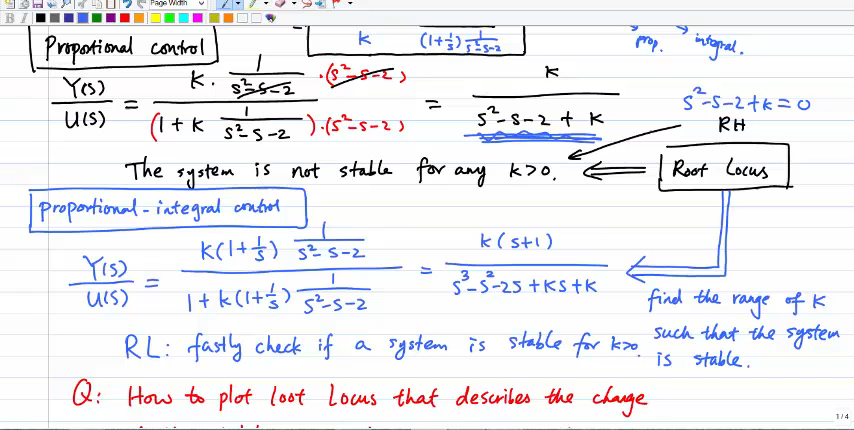 Page Width
B I
k (1+1/s) 1/(s²-s-2)
prop. integral.
Proportional control
Y(s)/U(s) = (k · 1/(s²-s-2) ·(s²-s-2)) / ((1+k 1/(s²-s-2))·(s²-s-2)) = k/(s²-s-2+k)
s²-s-2+k=0
RH
The system is not stable for any k>0. ⇐ Root Locus
Proportional-integral control
Y(s)/U(s) = (k(1+1/s) 1/(s²-s-2)) / (1+k(1+1/s) 1/(s²-s-2)) = k(s+1)/(s³-s²-2s+ks+k)
find the range of k
such that the system
is stable.
RL: fastly check if a system is stable for k>0.
Q: How to plot loot Locus that describes the change
1/4